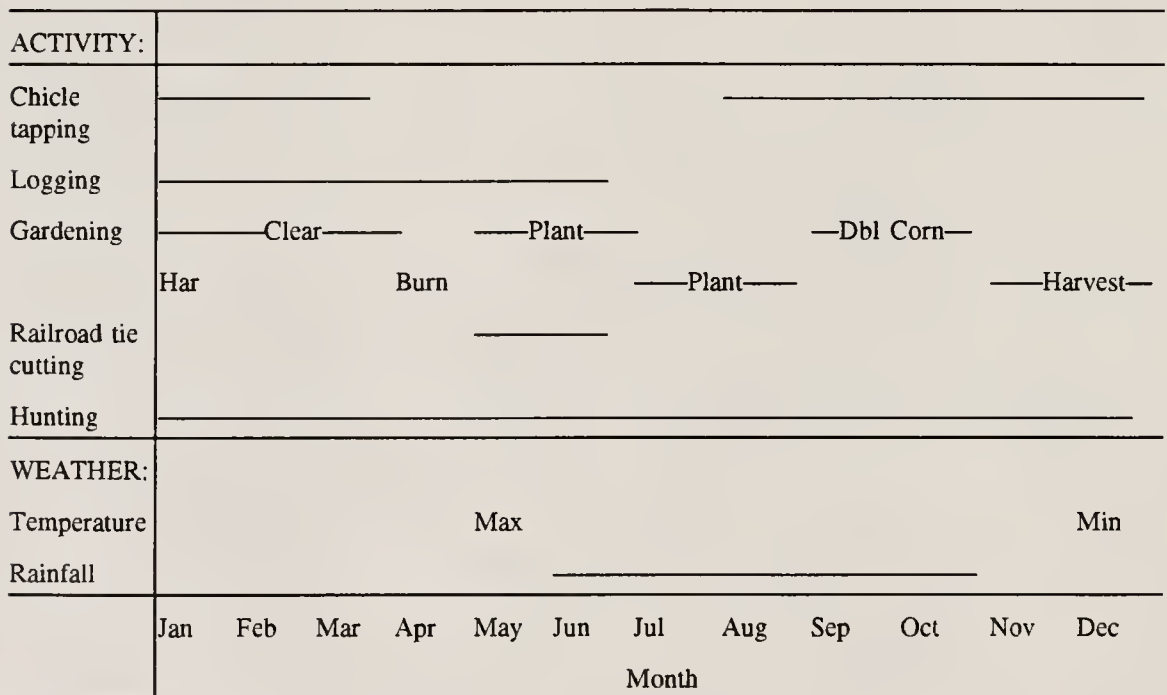 ACTIVITY:
Chicle
tapping
Logging
Gardening Clear Plant Dbl Corn
Har Burn Plant Harvest
Railroad tie
cutting
Hunting
WEATHER:
Temperature Max Min
Rainfall
Jan Feb Mar Apr May Jun Jul Aug Sep Oct Nov Dec
Month